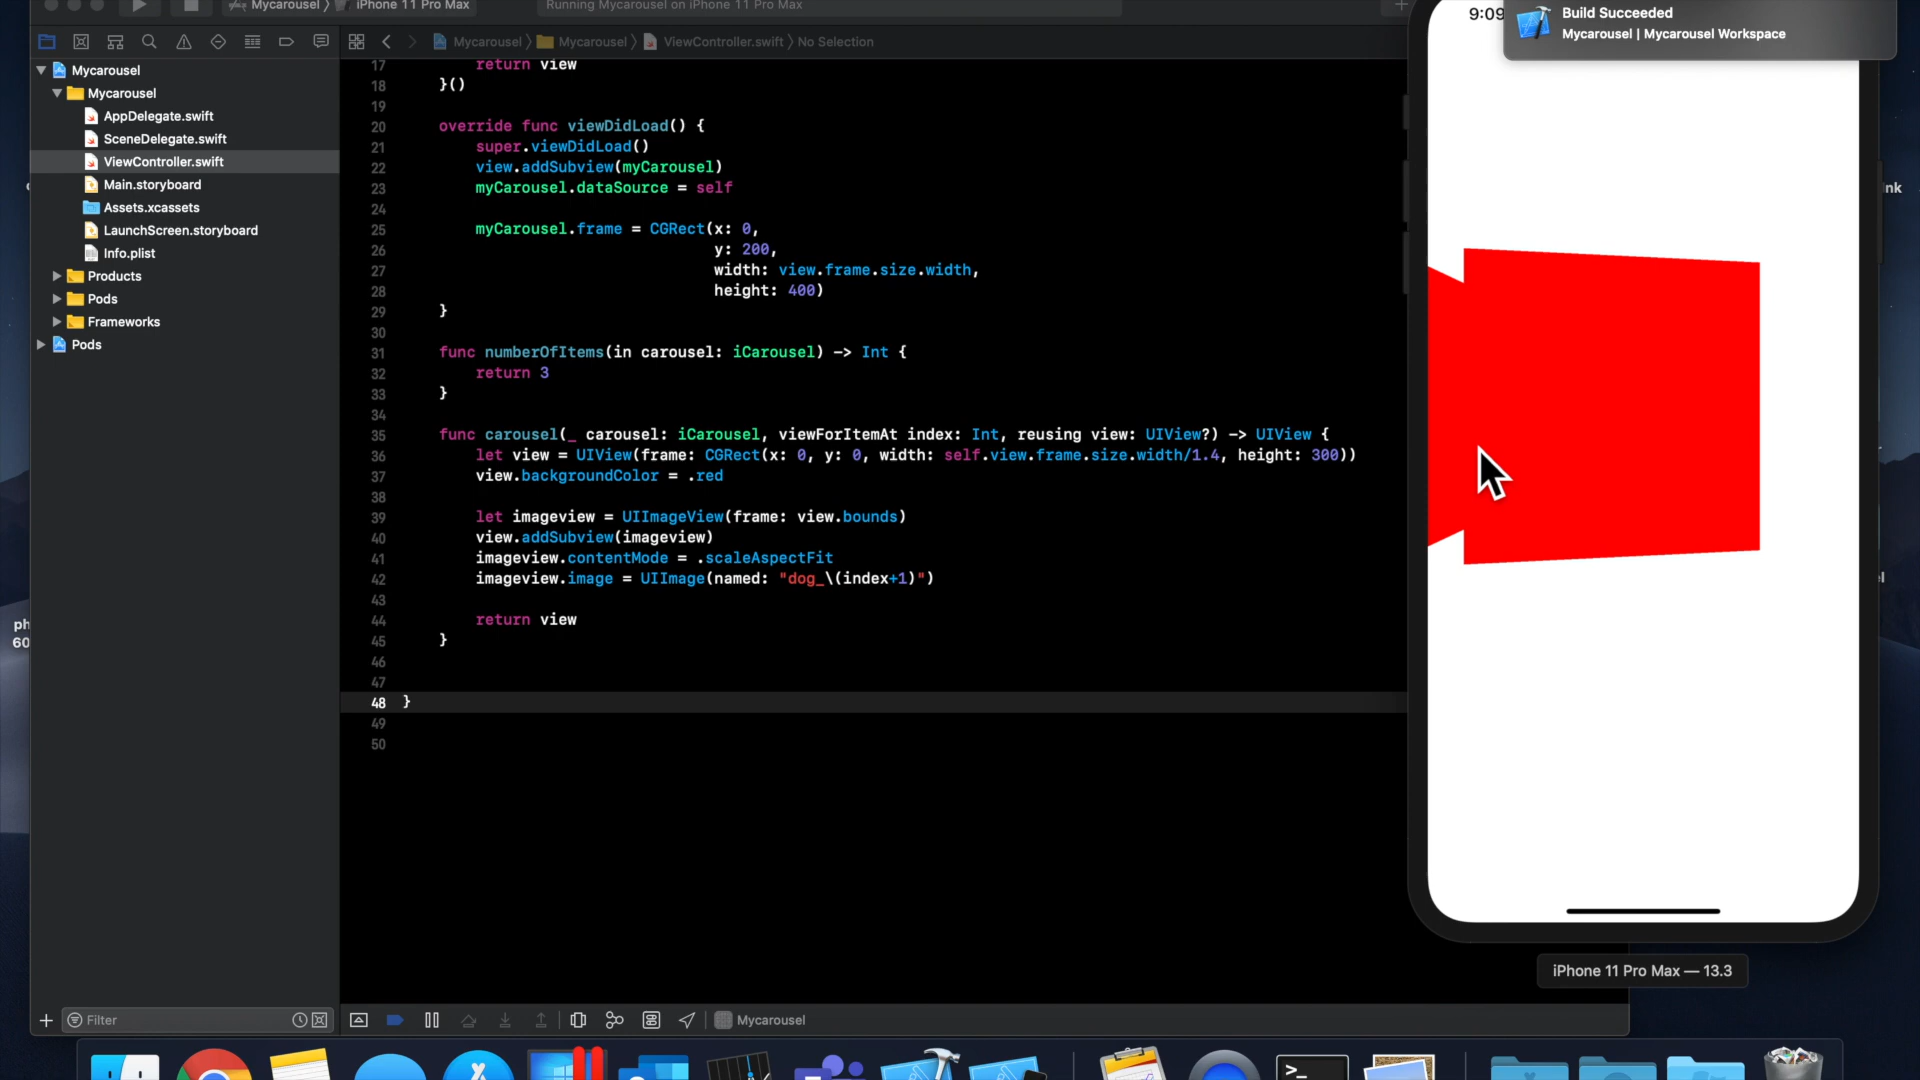 Mycarousel
iPhone 11 Pro Max
Running Mycarousel on iPhone 11 Pro Max
Mycarousel
Mycarousel
ViewController.swift
No Selection
Mycarousel
Mycarousel
AppDelegate.swift
SceneDelegate.swift
ViewController.swift
Main.storyboard
Assets.xcassets
LaunchScreen.storyboard
Info.plist
Products
Pods
Frameworks
Pods
17 return view
18 }()
19
20 override func viewDidLoad() {
21 super.viewDidLoad()
22 view.addSubview(myCarousel)
23 myCarousel.dataSource = self
24
25 myCarousel.frame = CGRect(x: 0,
26 y: 200,
27 width: view.frame.size.width,
28 height: 400)
29 }
30
31 func numberOfItems(in carousel: iCarousel) -> Int {
32 return 3
33 }
34
35 func carousel(_ carousel: iCarousel, viewForItemAt index: Int, reusing view: UIView?) -> UIView {
36 let view = UIView(frame: CGRect(x: 0, y: 0, width: self.view.frame.size.width/1.4, height: 300))
37 view.backgroundColor = .red
38
39 let imageview = UIImageView(frame: view.bounds)
40 view.addSubview(imageview)
41 imageview.contentMode = .scaleAspectFit
42 imageview.image = UIImage(named: "dog_\(index+1)")
43
44 return view
45 }
46
47
48 }
49
50
9:09
Build Succeeded
Mycarousel | Mycarousel Workspace
iPhone 11 Pro Max — 13.3
Filter
Mycarousel
ph
60
nk